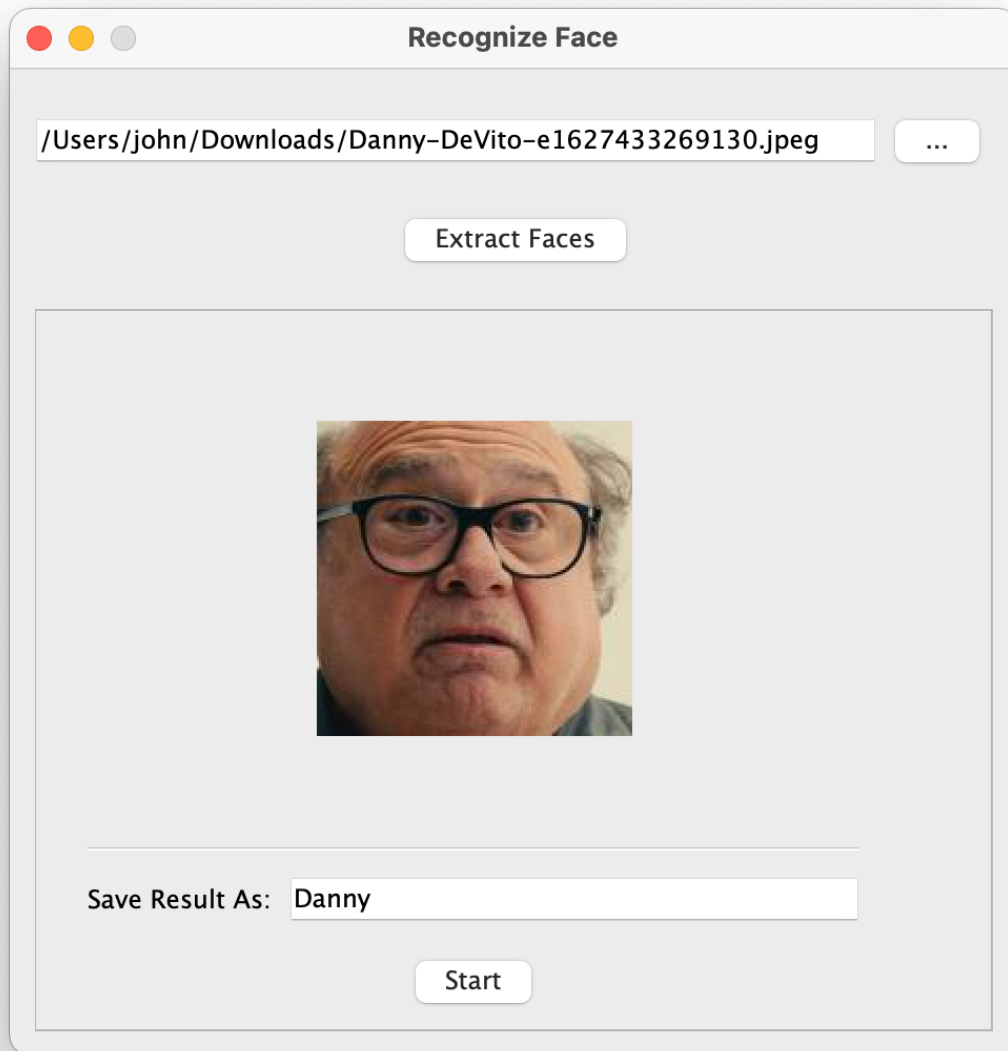 Recognize Face
/Users/john/Downloads/Danny-DeVito-e1627433269130.jpeg
...
Extract Faces
Save Result As: Danny
Start